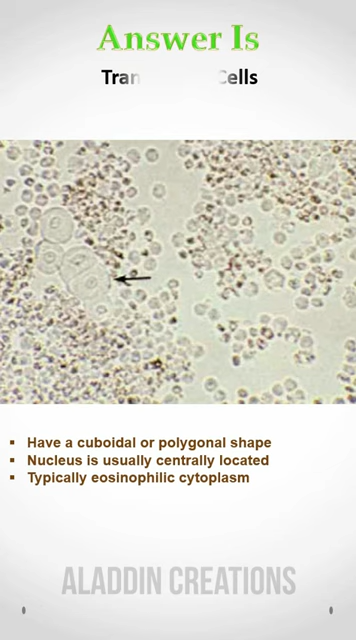 Answer Is
Tran Cells
▪ Have a cuboidal or polygonal shape
▪ Nucleus is usually centrally located
▪ Typically eosinophilic cytoplasm
ALADDIN CREATIONS